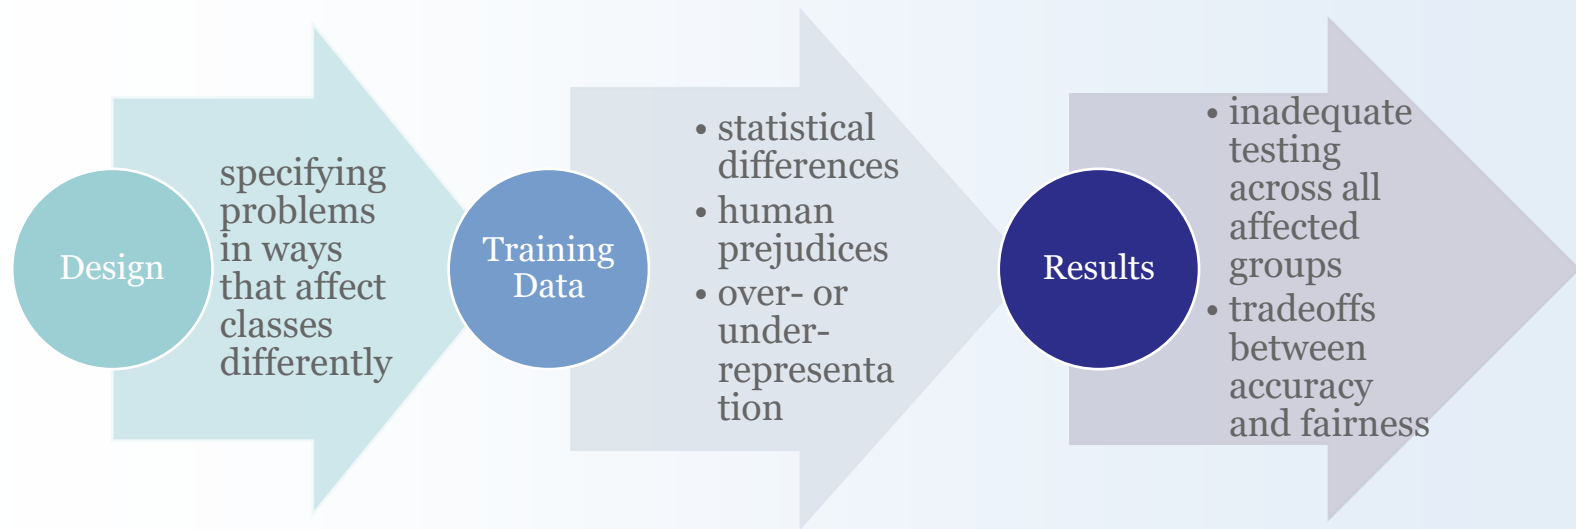 Design
specifying
problems
in ways
that affect
classes
differently
Training
Data
• statistical
differences
• human
prejudices
• over- or
under-
representa
tion
Results
• inadequate
testing
across all
affected
groups
• tradeoffs
between
accuracy
and fairness